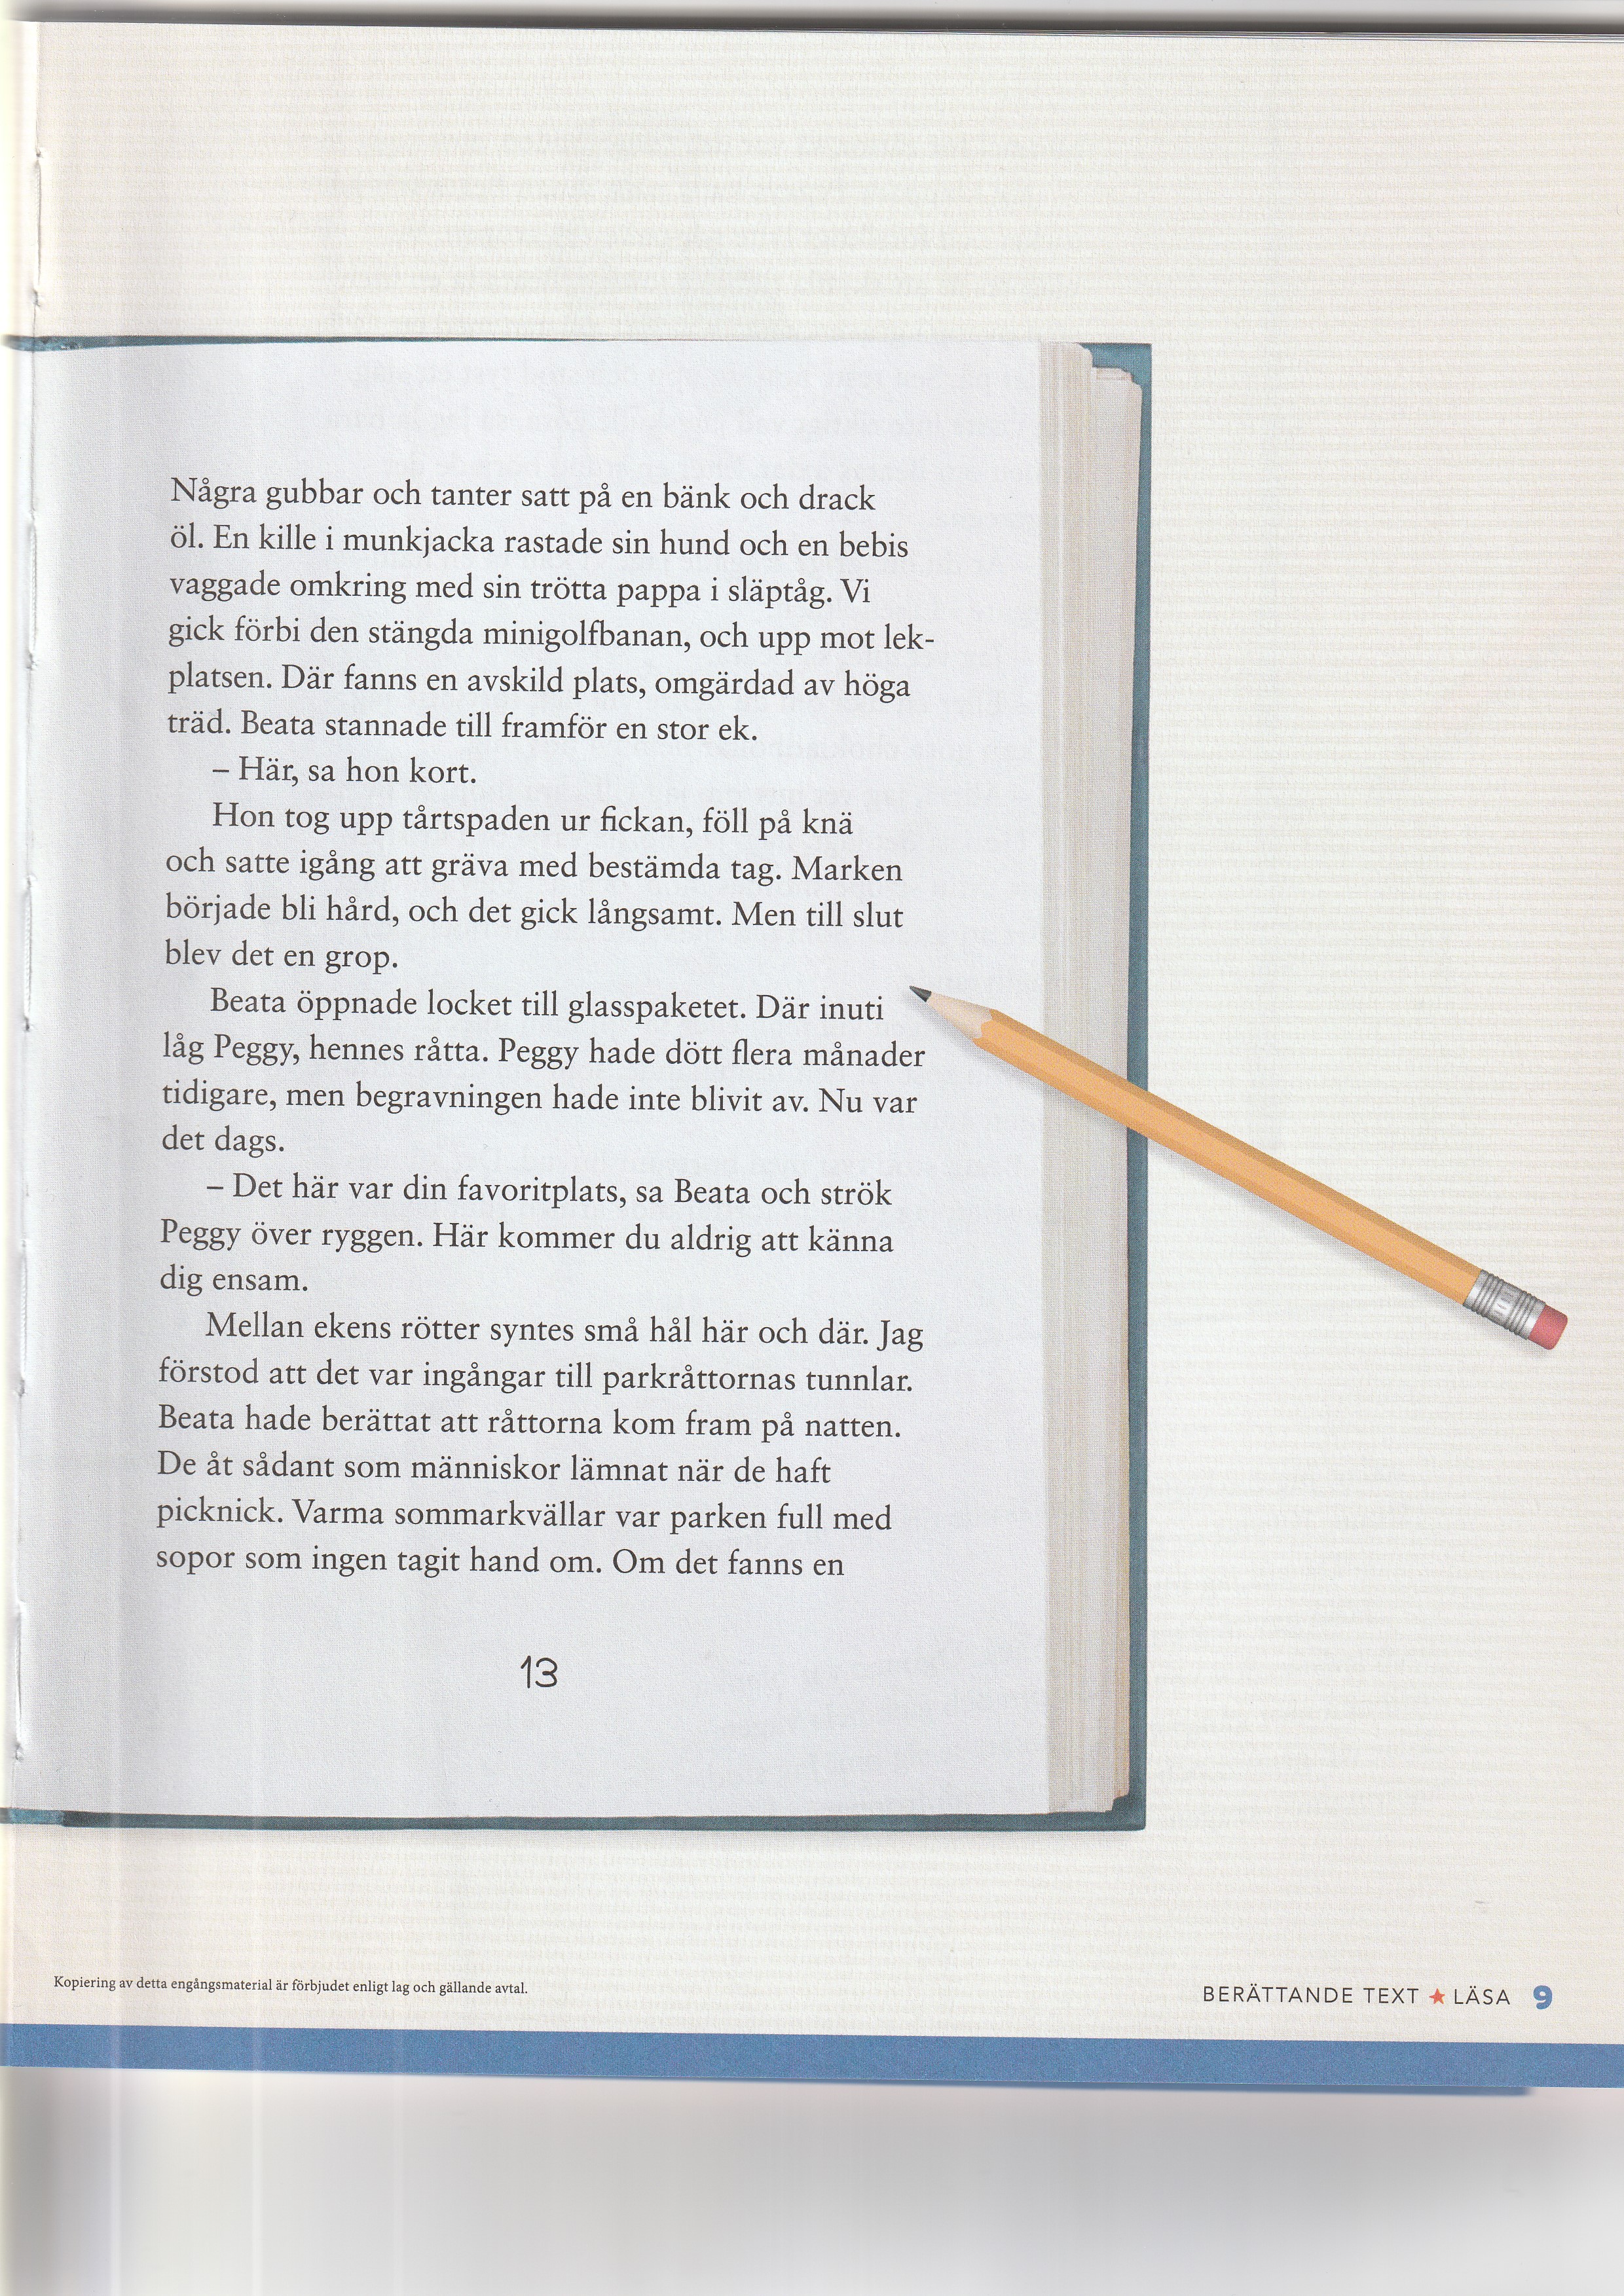 Några gubbar och tanter satt på en bänk och drack
öl. En kille i munkjacka rastade sin hund och en bebis
vaggade omkring med sin trötta pappa i släptåg. Vi
gick förbi den stängda minigolfbanan, och upp mot lek-
platsen. Där fanns en avskild plats, omgärdad av höga
träd. Beata stannade till framför en stor ek.
– Här, sa hon kort.
Hon tog upp tårtspaden ur fickan, föll på knä
och satte igång att gräva med bestämda tag. Marken
började bli hård, och det gick långsamt. Men till slut
blev det en grop.
Beata öppnade locket till glasspaketet. Där inuti
låg Peggy, hennes råtta. Peggy hade dött flera månader
tidigare, men begravningen hade inte blivit av. Nu var
det dags.
– Det här var din favoritplats, sa Beata och strök
Peggy över ryggen. Här kommer du aldrig att känna
dig ensam.
Mellan ekens rötter syntes små hål här och där. Jag
förstod att det var ingångar till parkråttornas tunnlar.
Beata hade berättat att råttorna kom fram på natten.
De åt sådant som människor lämnat när de haft
picknick. Varma sommarkvällar var parken full med
sopor som ingen tagit hand om. Om det fanns en
13
Kopiering av detta engångsmaterial är förbjudet enligt lag och gällande avtal.
BERÄTTANDE TEXT ★ LÄSA 9